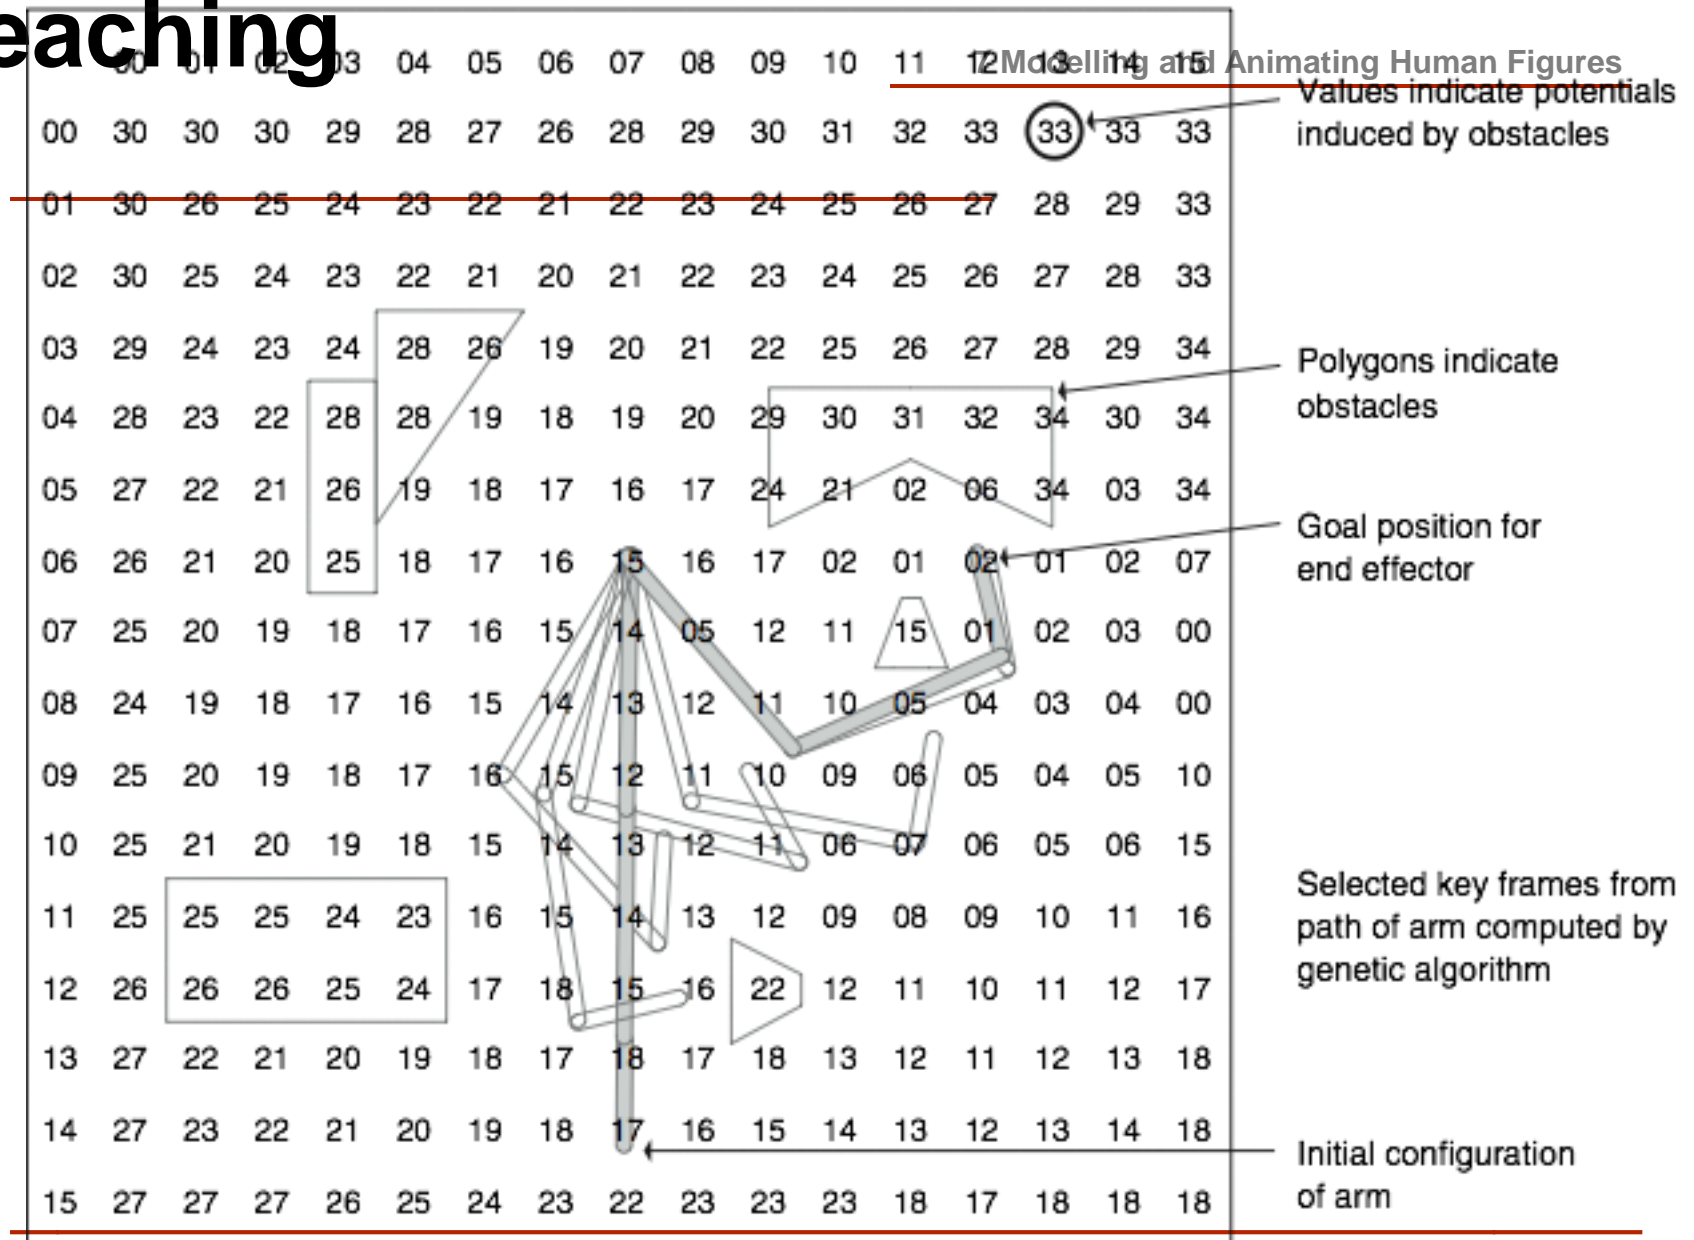 eaching
7 Modelling and Animating Human Figures
00 01 02 03 04 05 06 07 08 09 10 11 12 13 14 15
Values indicate potentials
induced by obstacles
00 30 30 30 29 28 27 26 28 29 30 31 32 33 33 33 33
01 30 26 25 24 23 22 21 22 23 24 25 26 27 28 29 33
02 30 25 24 23 22 21 20 21 22 23 24 25 26 27 28 33
03 29 24 23 24 28 26 19 20 21 22 25 26 27 28 29 34
Polygons indicate
obstacles
04 28 23 22 28 28 19 18 19 20 29 30 31 32 34 30 34
05 27 22 21 26 19 18 17 16 17 24 21 02 06 34 03 34
Goal position for
end effector
06 26 21 20 25 18 17 16 15 16 17 02 01 02 01 02 07
07 25 20 19 18 17 16 15 14 05 12 11 15 01 02 03 00
08 24 19 18 17 16 15 14 13 12 11 10 05 04 03 04 00
09 25 20 19 18 17 16 15 12 11 10 09 06 05 04 05 10
10 25 21 20 19 18 15 14 13 12 11 06 07 06 05 06 15
Selected key frames from
path of arm computed by
genetic algorithm
11 25 25 25 24 23 16 15 14 13 12 09 08 09 10 11 16
12 26 26 26 25 24 17 18 15 16 22 12 11 10 11 12 17
13 27 22 21 20 19 18 17 18 17 18 13 12 11 12 13 18
14 27 23 22 21 20 19 18 17 16 15 14 13 12 13 14 18
Initial configuration
of arm
15 27 27 27 26 25 24 23 22 23 23 23 18 17 18 18 18